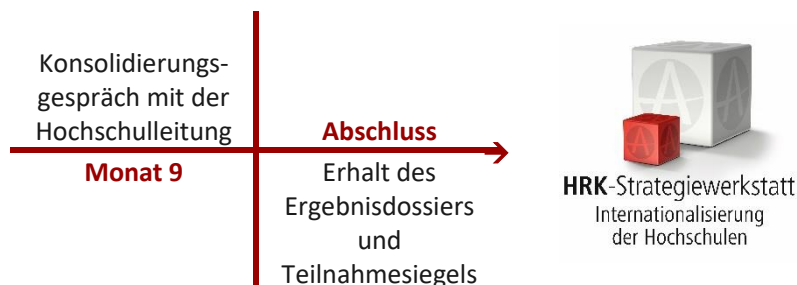 Konsolidierungs-
gespräch mit der
Hochschulleitung
Monat 9
Abschluss
Erhalt des
Ergebnisdossiers
und
Teilnahmesiegels
HRK-Strategiewerkstatt
Internationalisierung
der Hochschulen